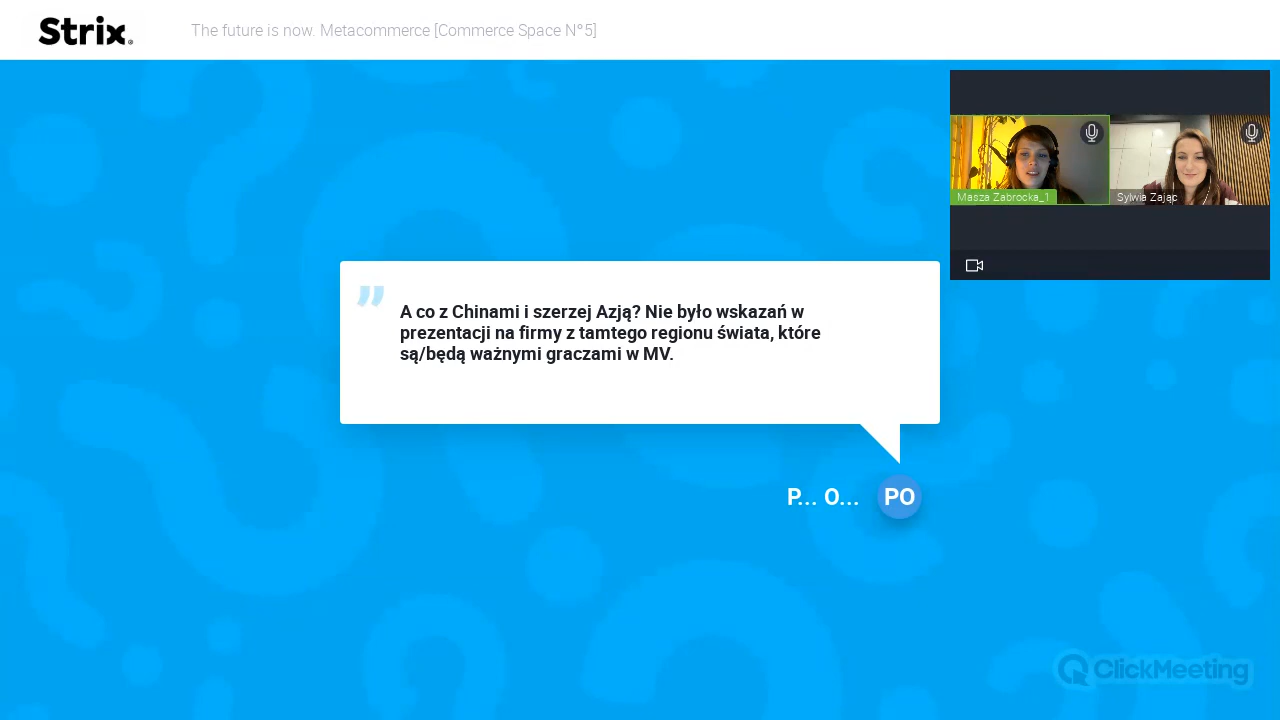 Strix®
The future is now. Metacommerce [Commerce Space N°5]
Masza Zabrocka_1
Sylwia Zając
A co z Chinami i szerzej Azją? Nie było wskazań w
prezentacji na firmy z tamtego regionu świata, które
są/będą ważnymi graczami w MV.
P... O...
PO
ClickMeeting